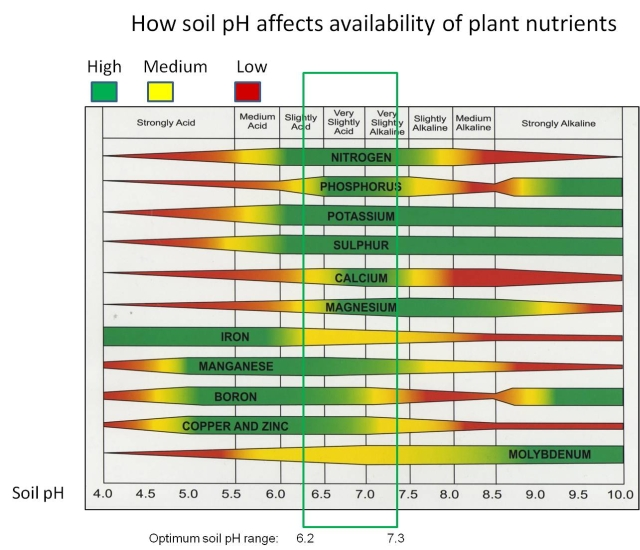 How soil pH affects availability of plant nutrients
High Medium Low
Strongly Acid
Medium
Acid
Slightly
Acid
Very
Slightly
Acid
Very
Slightly
Alkaline
Slightly
Alkaline
Medium
Alkaline
Strongly Alkaline
NITROGEN
PHOSPHORUS
POTASSIUM
SULPHUR
CALCIUM
MAGNESIUM
IRON
MANGANESE
BORON
COPPER AND ZINC
MOLYBDENUM
Soil pH 4.0 4.5 5.0 5.5 6.0 6.5 7.0 7.5 8.0 8.5 9.0 9.5 10.0
Optimum soil pH range: 6.2 7.3